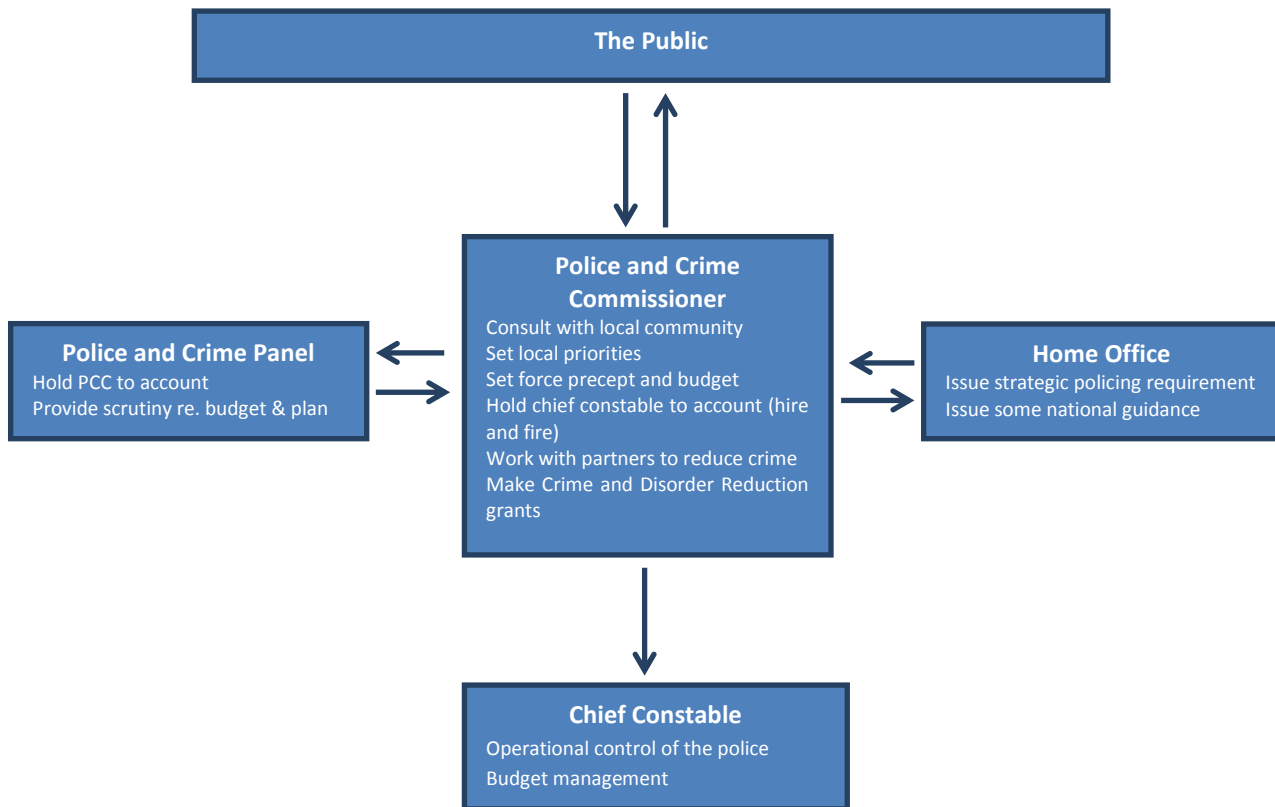 The Public
Police and Crime
Commissioner
Consult with local community
Set local priorities
Set force precept and budget
Hold chief constable to account (hire
and fire)
Work with partners to reduce crime
Make Crime and Disorder Reduction
grants
Police and Crime Panel
Hold PCC to account
Provide scrutiny re. budget & plan
Home Office
Issue strategic policing requirement
Issue some national guidance
Chief Constable
Operational control of the police
Budget management